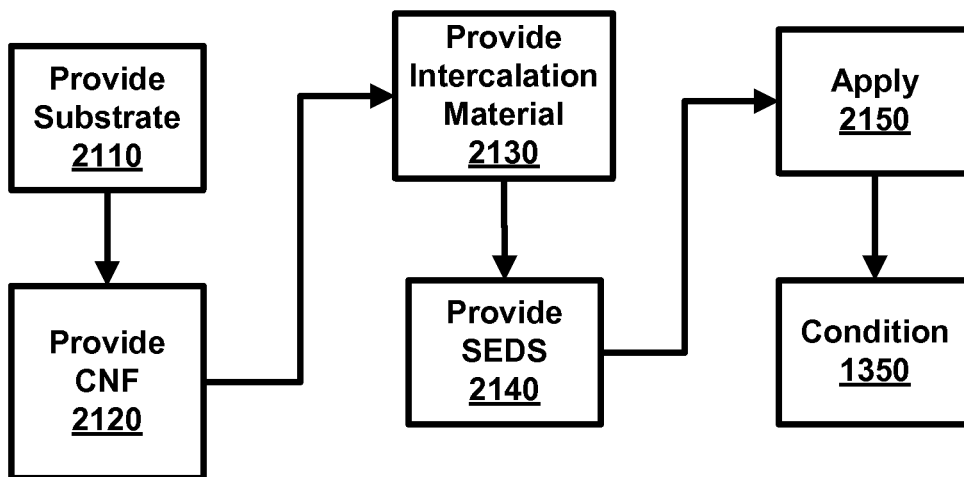 Provide
Substrate
2110
Provide
CNF
2120
Provide
Intercalation
Material
2130
Provide
SEDS
2140
Apply
2150
Condition
1350